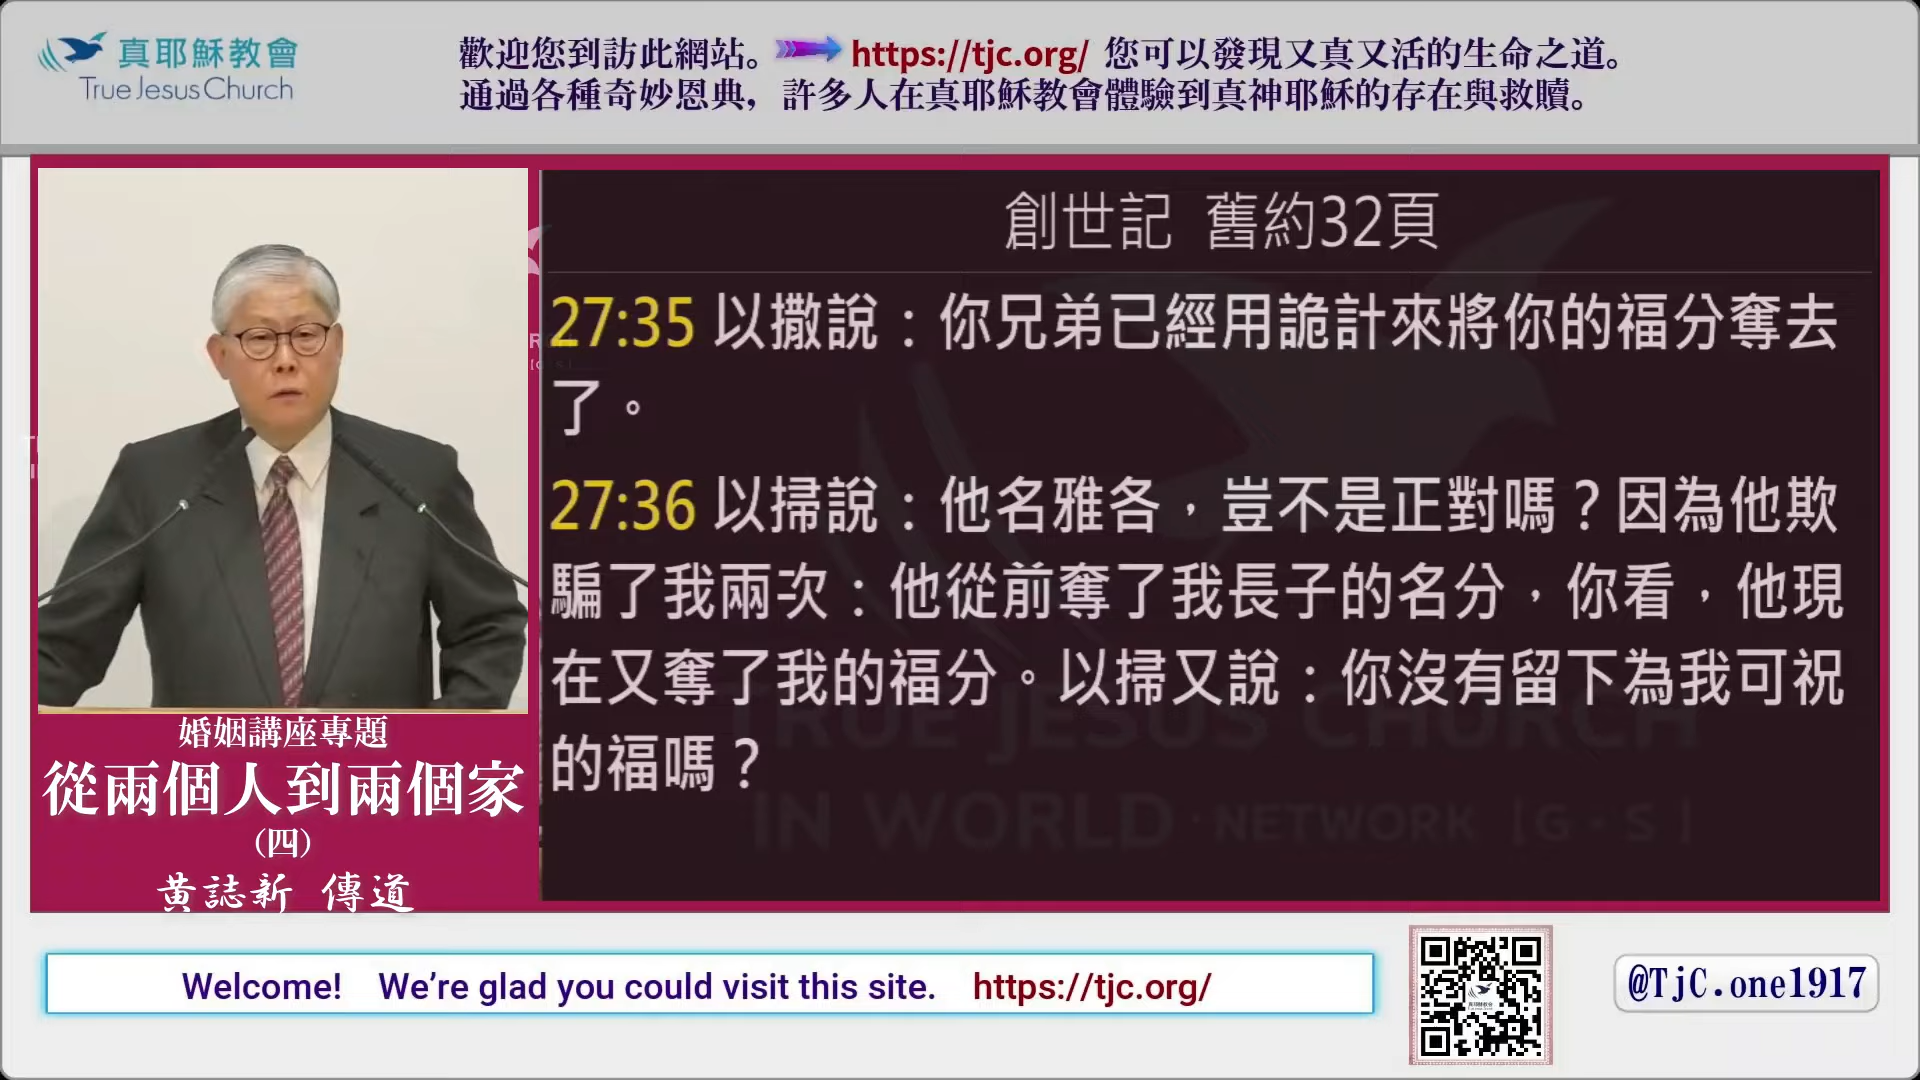 真耶穌教會
True Jesus Church
歡迎您到訪此網站。 https://tjc.org/ 您可以發現又真又活的生命之道。
通過各種奇妙恩典，許多人在真耶穌教會體驗到真神耶穌的存在與救贖。
創世記 舊約32頁
27:35 以撒說：你兄弟已經用詭計來將你的福分奪去
了。
27:36 以掃說：他名雅各，豈不是正對嗎？因為他欺
騙了我兩次：他從前奪了我長子的名分，你看，他現
在又奪了我的福分。以掃又說：你沒有留下為我可祝
的福嗎？
TRUE JESUS CHURCH
IN WORLD · NETWORK [G - S]
婚姻講座專題
從兩個人到兩個家
(四)
黄誌新 傳道
Welcome! We're glad you could visit this site. https://tjc.org/
@TjC.one1917